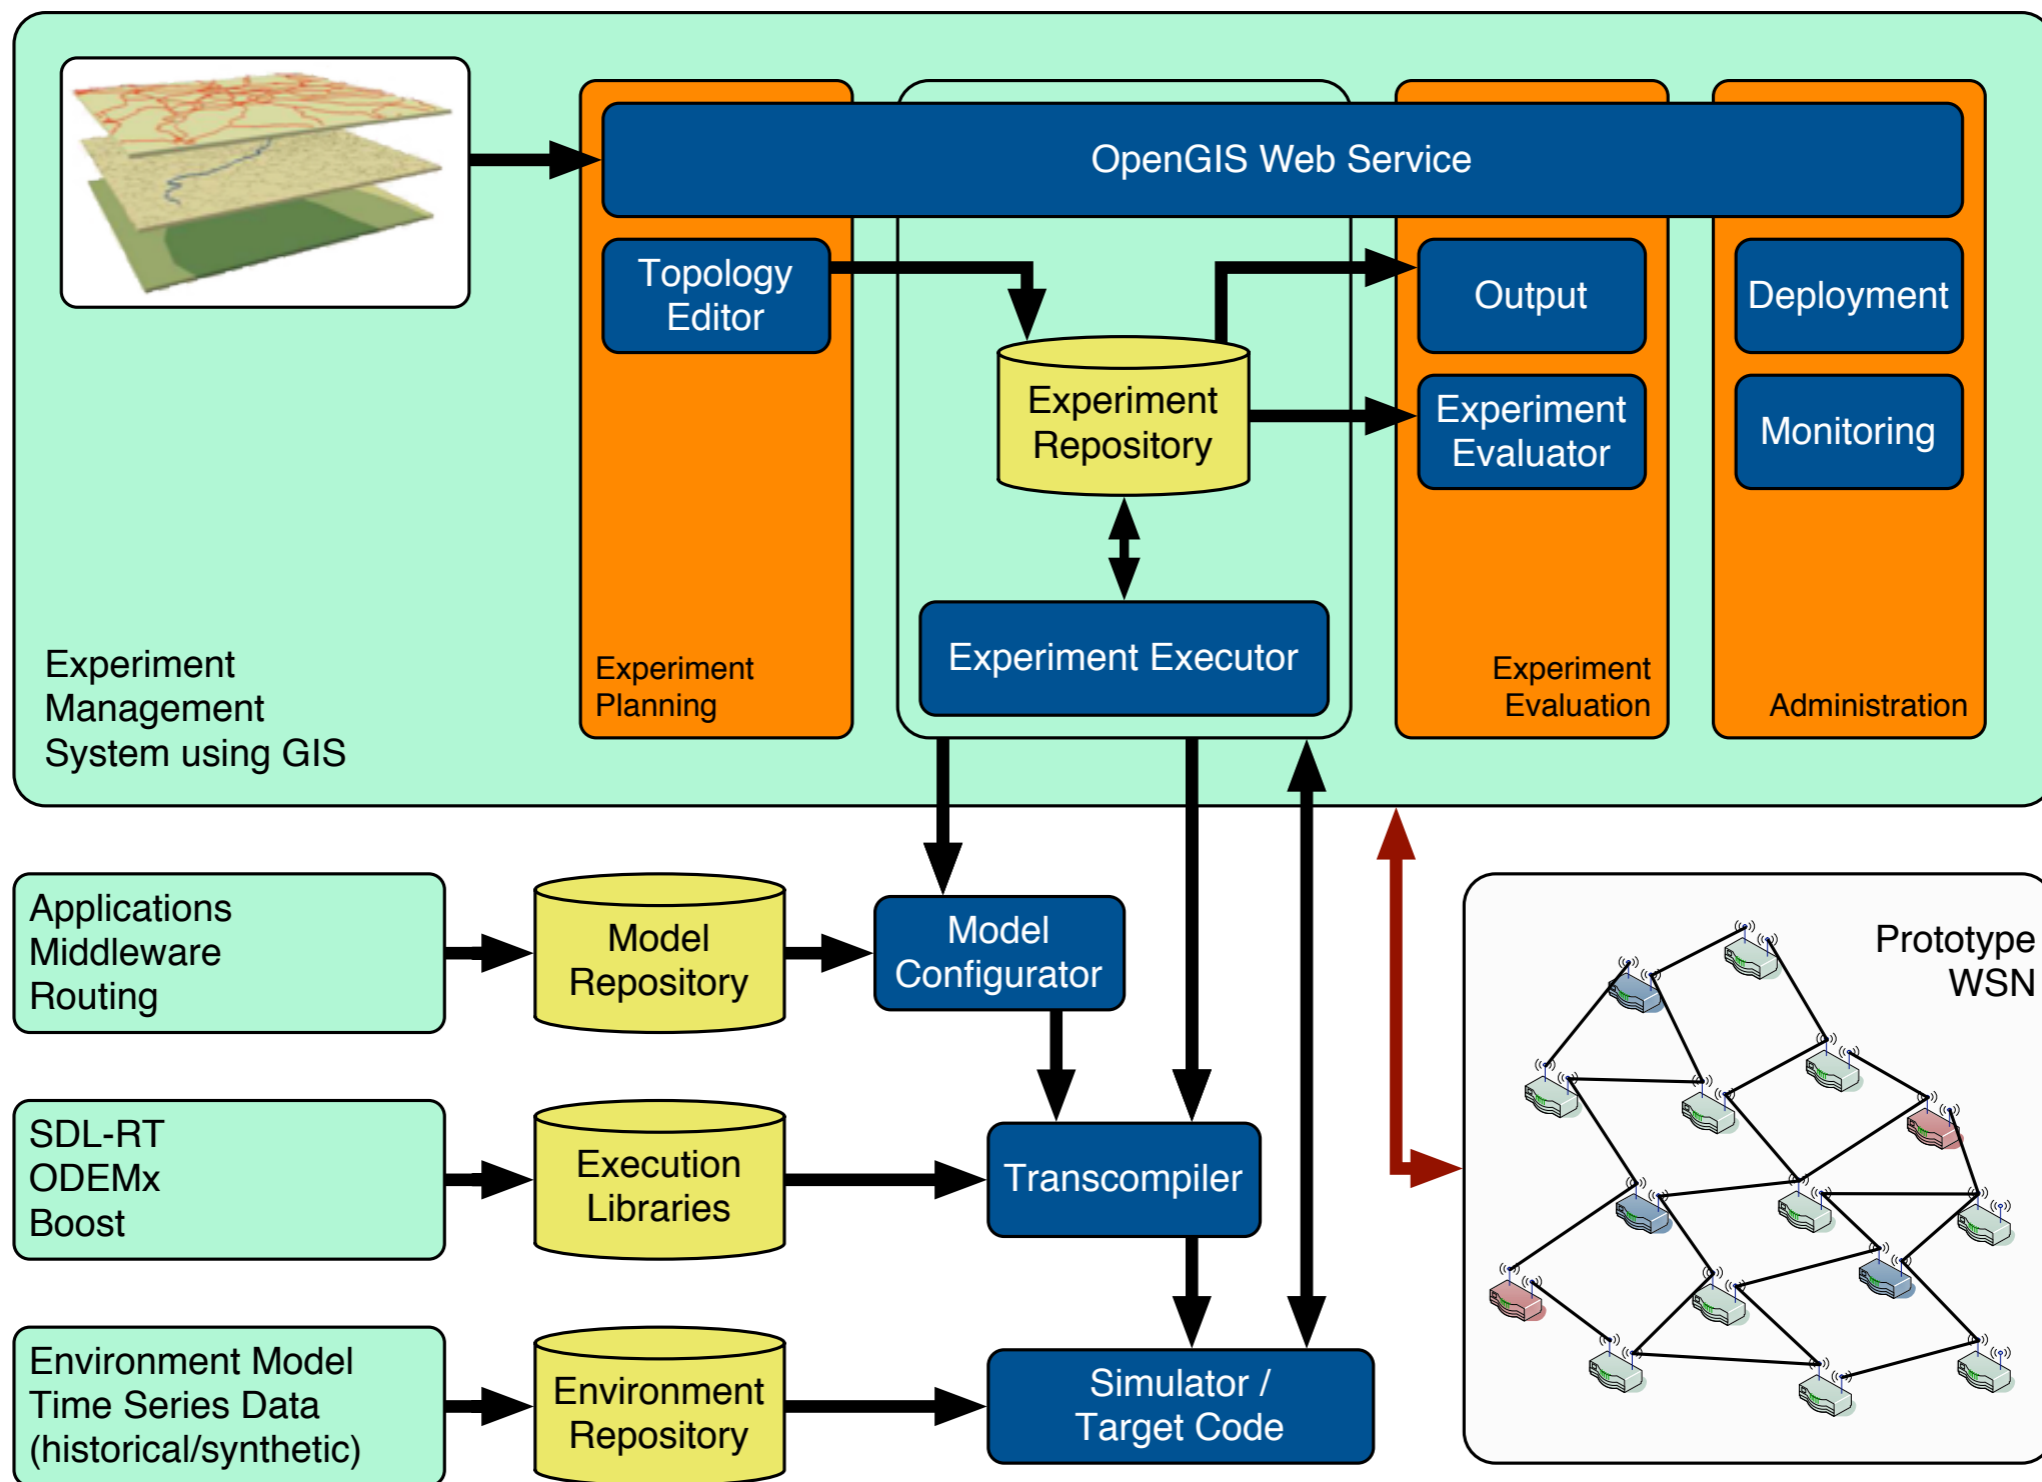 OpenGIS Web Service
Topology
Editor
Output
Deployment
Experiment
Repository
Experiment
Evaluator
Monitoring
Experiment Executor
Experiment
Management
System using GIS
Experiment
Planning
Experiment
Evaluation
Administration
Applications
Middleware
Routing
Model
Repository
Model
Configurator
Prototype
WSN
SDL-RT
ODEMx
Boost
Execution
Libraries
Transcompiler
Environment Model
Time Series Data
(historical/synthetic)
Environment
Repository
Simulator /
Target Code